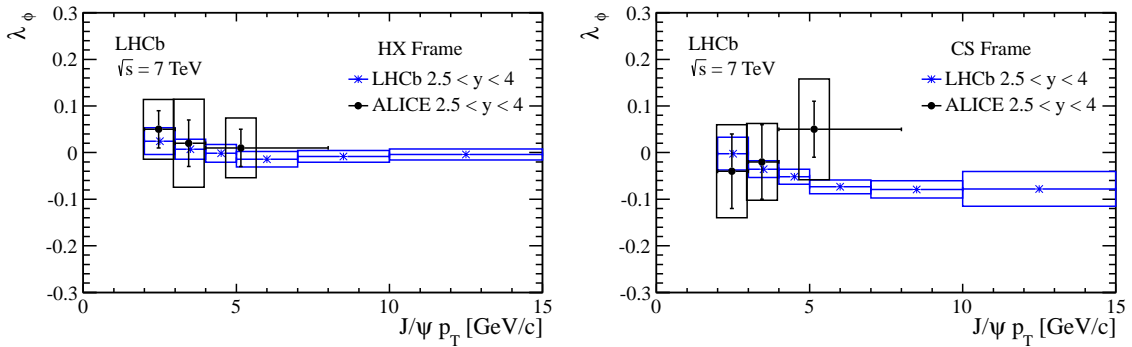 λ_ϕ
0.3
0.2
0.1
0
-0.1
-0.2
-0.3
LHCb
√s = 7 TeV
HX Frame
LHCb 2.5 < y < 4
ALICE 2.5 < y < 4
0
5
10
15
J/ψ p_T [GeV/c]
λ_ϕ
0.3
0.2
0.1
0
-0.1
-0.2
-0.3
LHCb
√s = 7 TeV
CS Frame
LHCb 2.5 < y < 4
ALICE 2.5 < y < 4
0
5
10
15
J/ψ p_T [GeV/c]